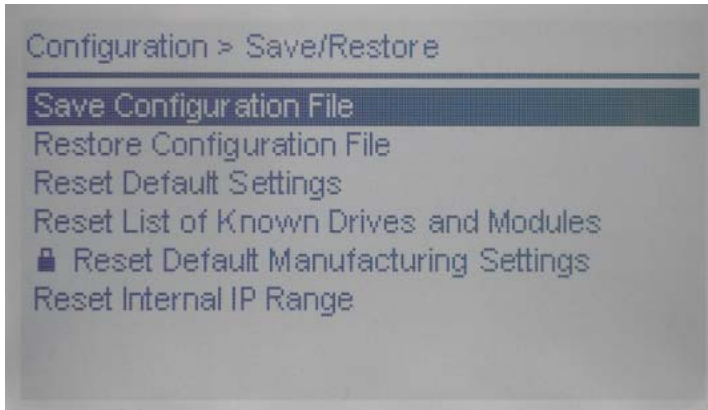 Configuration > Save/Restore
Save Configuration File
Restore Configuration File
Reset Default Settings
Reset List of Known Drives and Modules
Reset Default Manufacturing Settings
Reset Internal IP Range